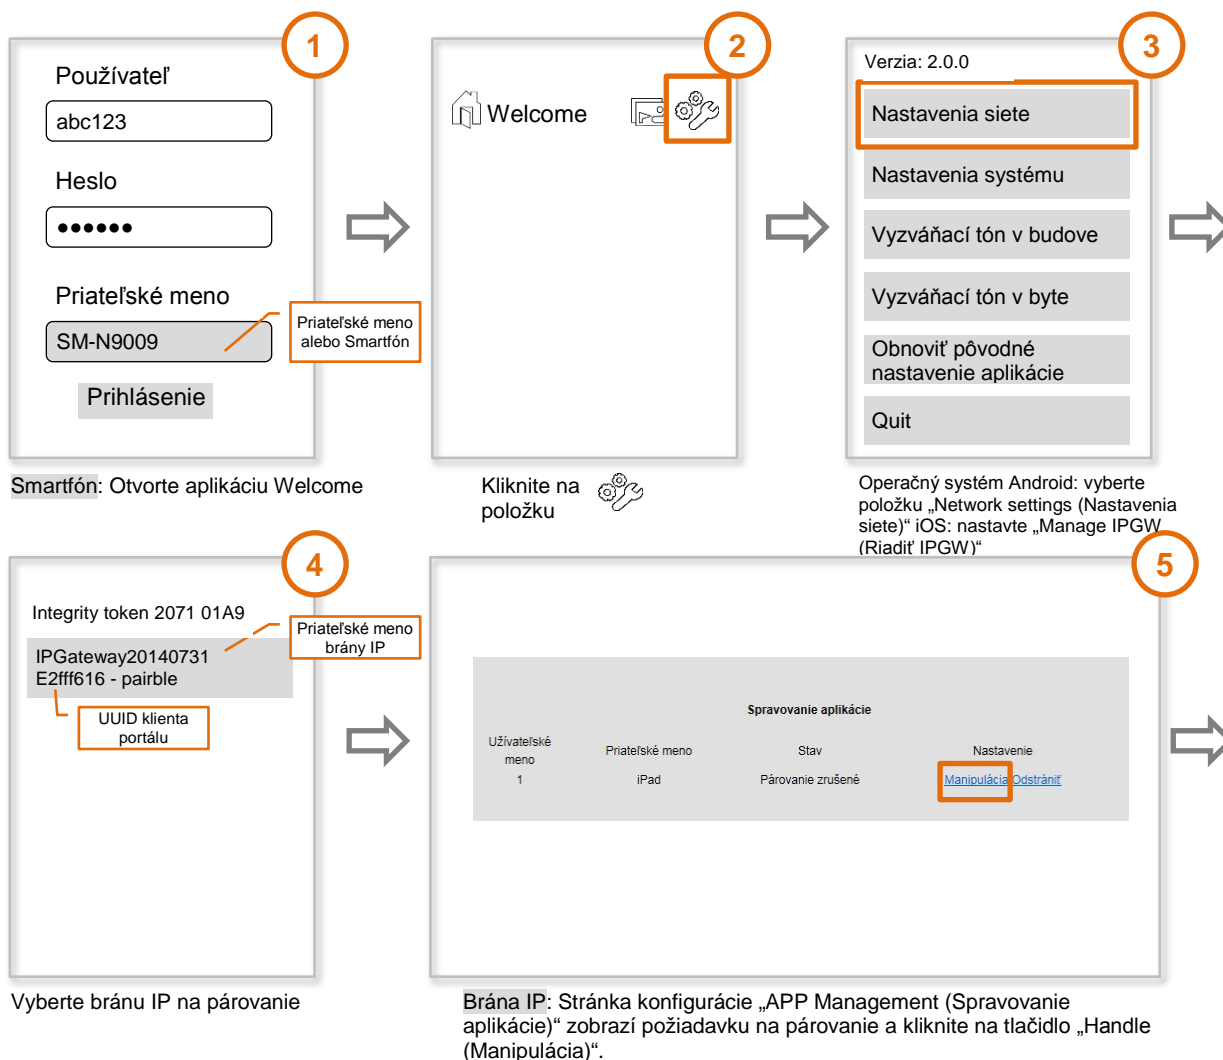 1
Používateľ
abc123
Heslo
●●●●●●
Priateľské meno
SM-N9009
Priateľské meno
alebo Smartfón
Prihlásenie
Smartfón: Otvorte aplikáciu Welcome
2
Welcome
Kliknite na
položku
3
Verzia: 2.0.0
Nastavenia siete
Nastavenia systému
Vyzváňací tón v budove
Vyzváňací tón v byte
Obnoviť pôvodné
nastavenie aplikácie
Quit
Operačný systém Android: vyberte
položku „Network settings (Nastavenia
siete)“ iOS: nastavte „Manage IPGW
(Riadiť IPGW)“
4
Integrity token 2071 01A9
Priateľské meno
brány IP
IPGateway20140731
E2fff616 - pairble
UUID klienta
portálu
Vyberte bránu IP na párovanie
5
Spravovanie aplikácie
Užívateľské
meno
Priateľské meno
Stav
Nastavenie
1
iPad
Párovanie zrušené
Manipulácia Odstrániť
Brána IP: Stránka konfigurácie „APP Management (Spravovanie
aplikácie)“ zobrazí požiadavku na párovanie a kliknite na tlačidlo „Handle
(Manipulácia)“.